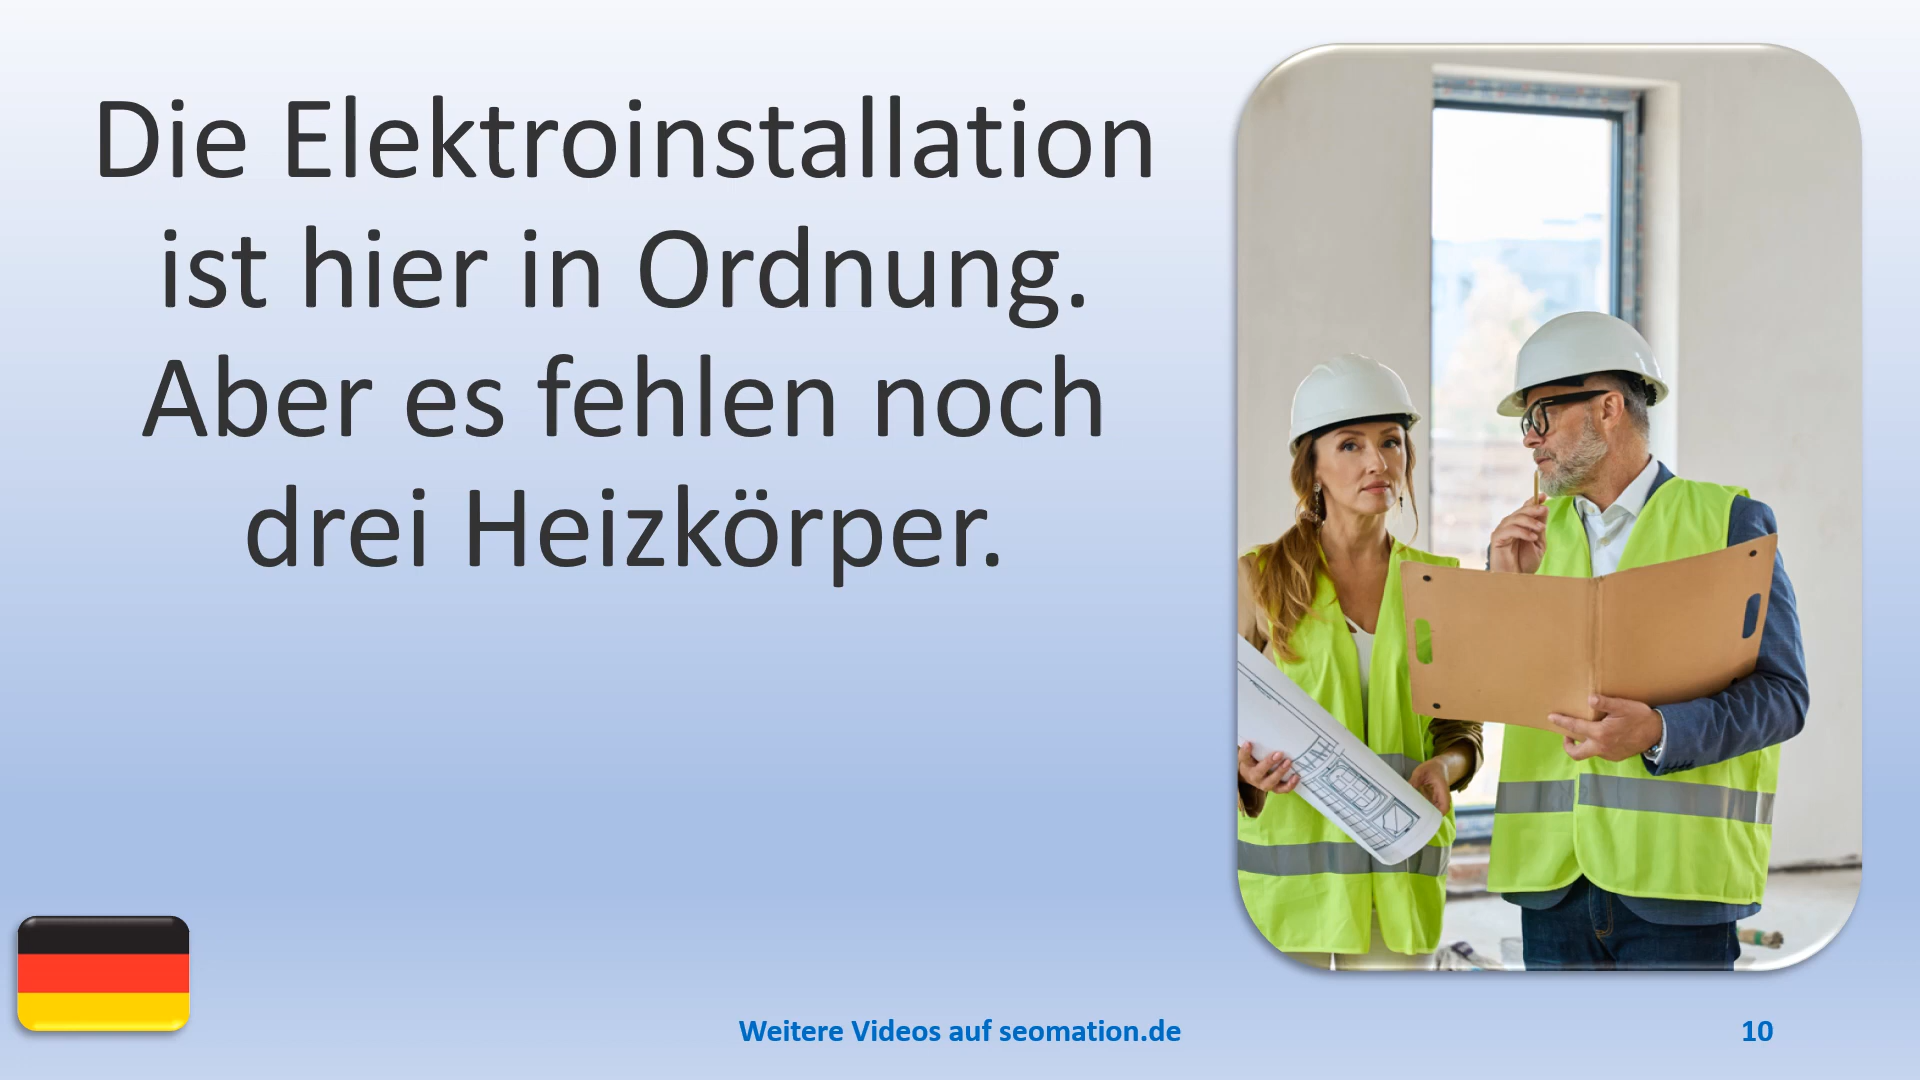 Die Elektroinstallation
ist hier in Ordnung.
Aber es fehlen noch
drei Heizkörper.
Weitere Videos auf seomation.de
10